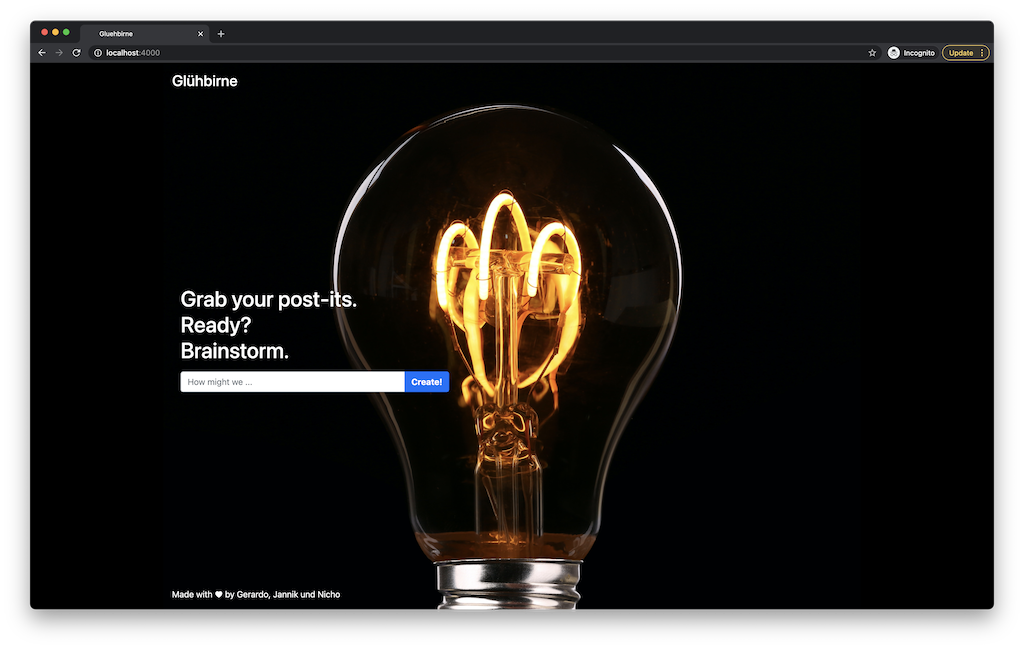 Gluehbirne
localhost:4000
Incognito
Update
Glühbirne
Grab your post-its.
Ready?
Brainstorm.
How might we ...
Create!
Made with ♥ by Gerardo, Jannik und Nicho